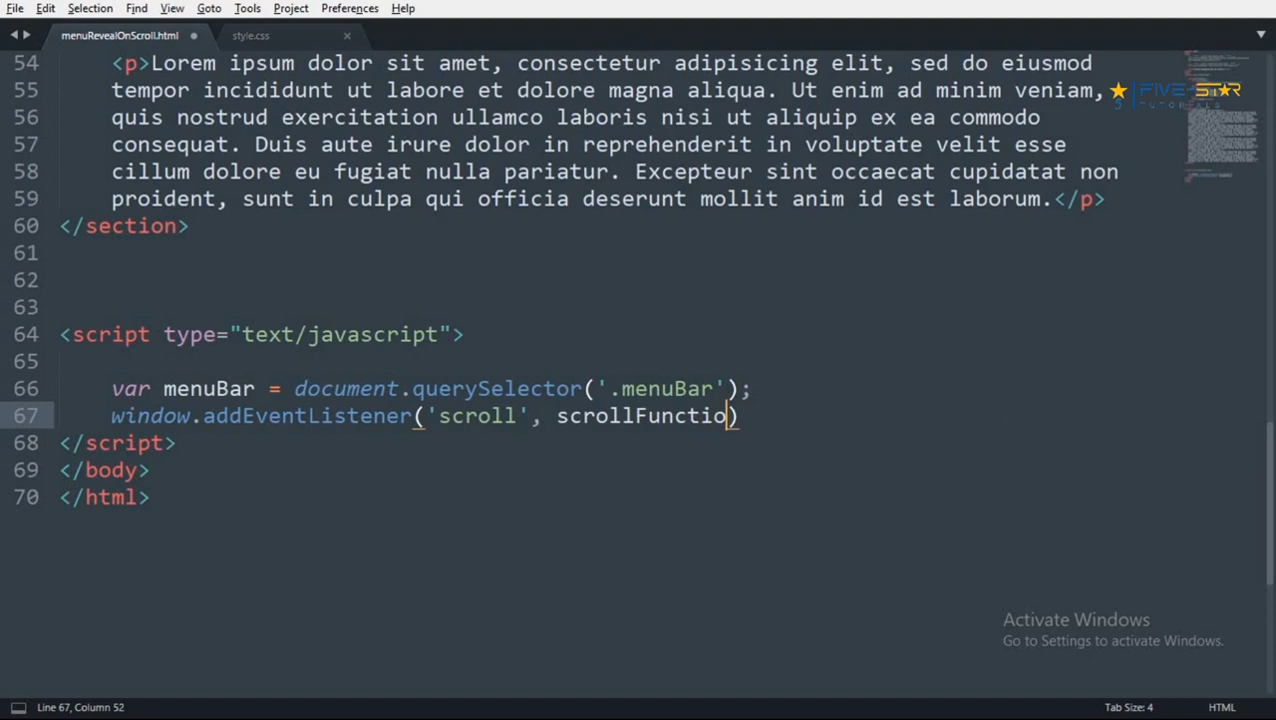 File Edit Selection Find View Goto Tools Project Preferences Help
menuRevealOnScroll.html style.css
FIVE STAR
5 TUTORIALS
54 <p>Lorem ipsum dolor sit amet, consectetur adipisicing elit, sed do eiusmod
55 tempor incididunt ut labore et dolore magna aliqua. Ut enim ad minim veniam,
56 quis nostrud exercitation ullamco laboris nisi ut aliquip ex ea commodo
57 consequat. Duis aute irure dolor in reprehenderit in voluptate velit esse
58 cillum dolore eu fugiat nulla pariatur. Excepteur sint occaecat cupidatat non
59 proident, sunt in culpa qui officia deserunt mollit anim id est laborum.</p>
60 </section>
61
62
63
64 <script type="text/javascript">
65
66 var menuBar = document.querySelector('.menuBar');
67 window.addEventListener('scroll', scrollFunctio)
68 </script>
69 </body>
70 </html>
Activate Windows
Go to Settings to activate Windows.
Line 67, Column 52 Tab Size: 4 HTML